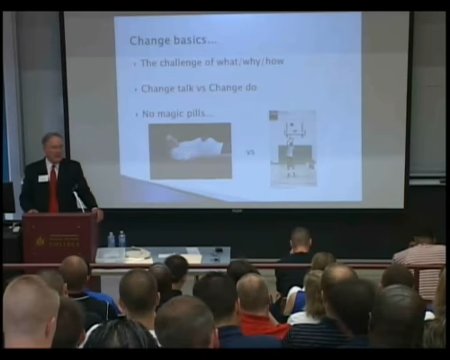 Change basics...
The challenge of what/why/how
Change talk vs Change do
No magic pills...
vs